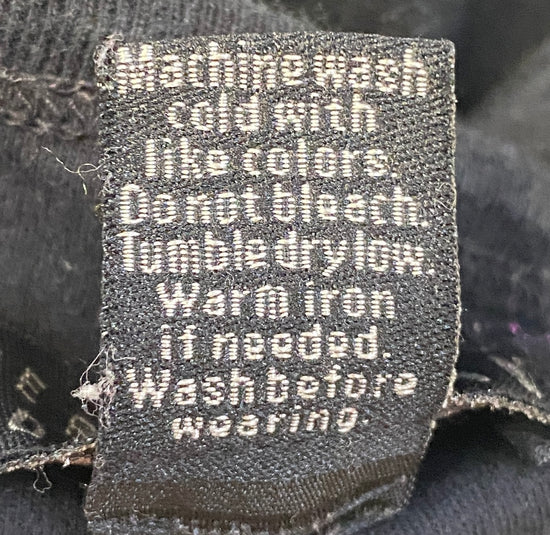 Machine wash
cold with
like colors.
Do not bleach.
Tumble dry low.
Warm iron
if needed.
Wash before
wearing.